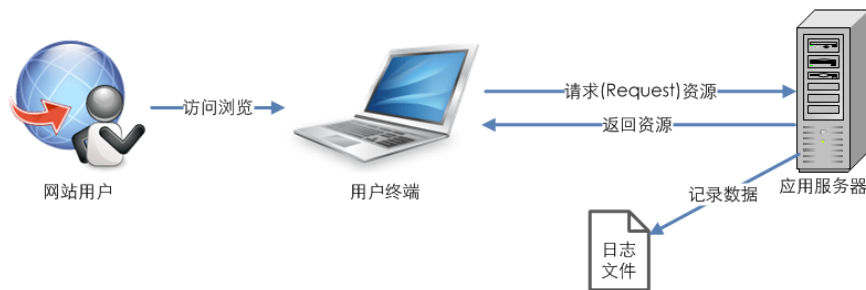 访问浏览
请求(Request)资源
返回资源
网站用户
用户终端
应用服务器
记录数据
日志
文件